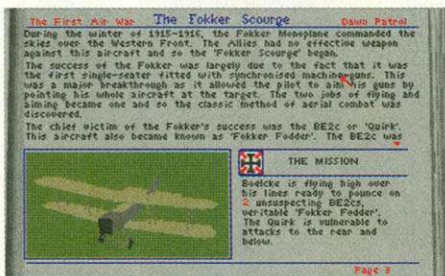 The First Air War The Fokker Scourge Dawn Patrol
During the winter of 1915-1916, the Fokker Monoplane commanded the
skies over the Western Front. The Allies had no effective weapon
against this aircraft and so the 'Fokker Scourge' began.
The success of the Fokker was largely due to the fact that it was
the first single-seater fitted with synchronised machineguns. This
was a major breakthrough as it allowed the pilot to aim his guns by
pointing his whole aircraft at the target. The two jobs of flying and
aiming became one and so the classic method of aerial combat was
discovered.
The chief victim of the Fokker's success was the BE2c or 'Quirk'.
This aircraft also became known as 'Fokker Fodder'. The BE2C was
THE MISSION
Boelcke is flying high over
his lines ready to pounce on
2 unsuspecting BE2cs,
veritable 'Fokker Fodder'.
The Quirk is vulnerable to
attacks to the rear and
below.
Page 3